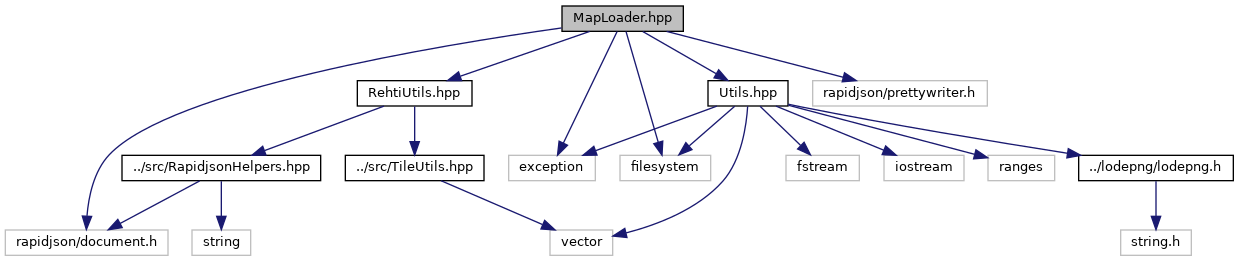 MapLoader.hpp
RehtiUtils.hpp
Utils.hpp
rapidjson/prettywriter.h
../src/RapidjsonHelpers.hpp
../src/TileUtils.hpp
exception
filesystem
fstream
iostream
ranges
../lodepng/lodepng.h
rapidjson/document.h
string
vector
string.h